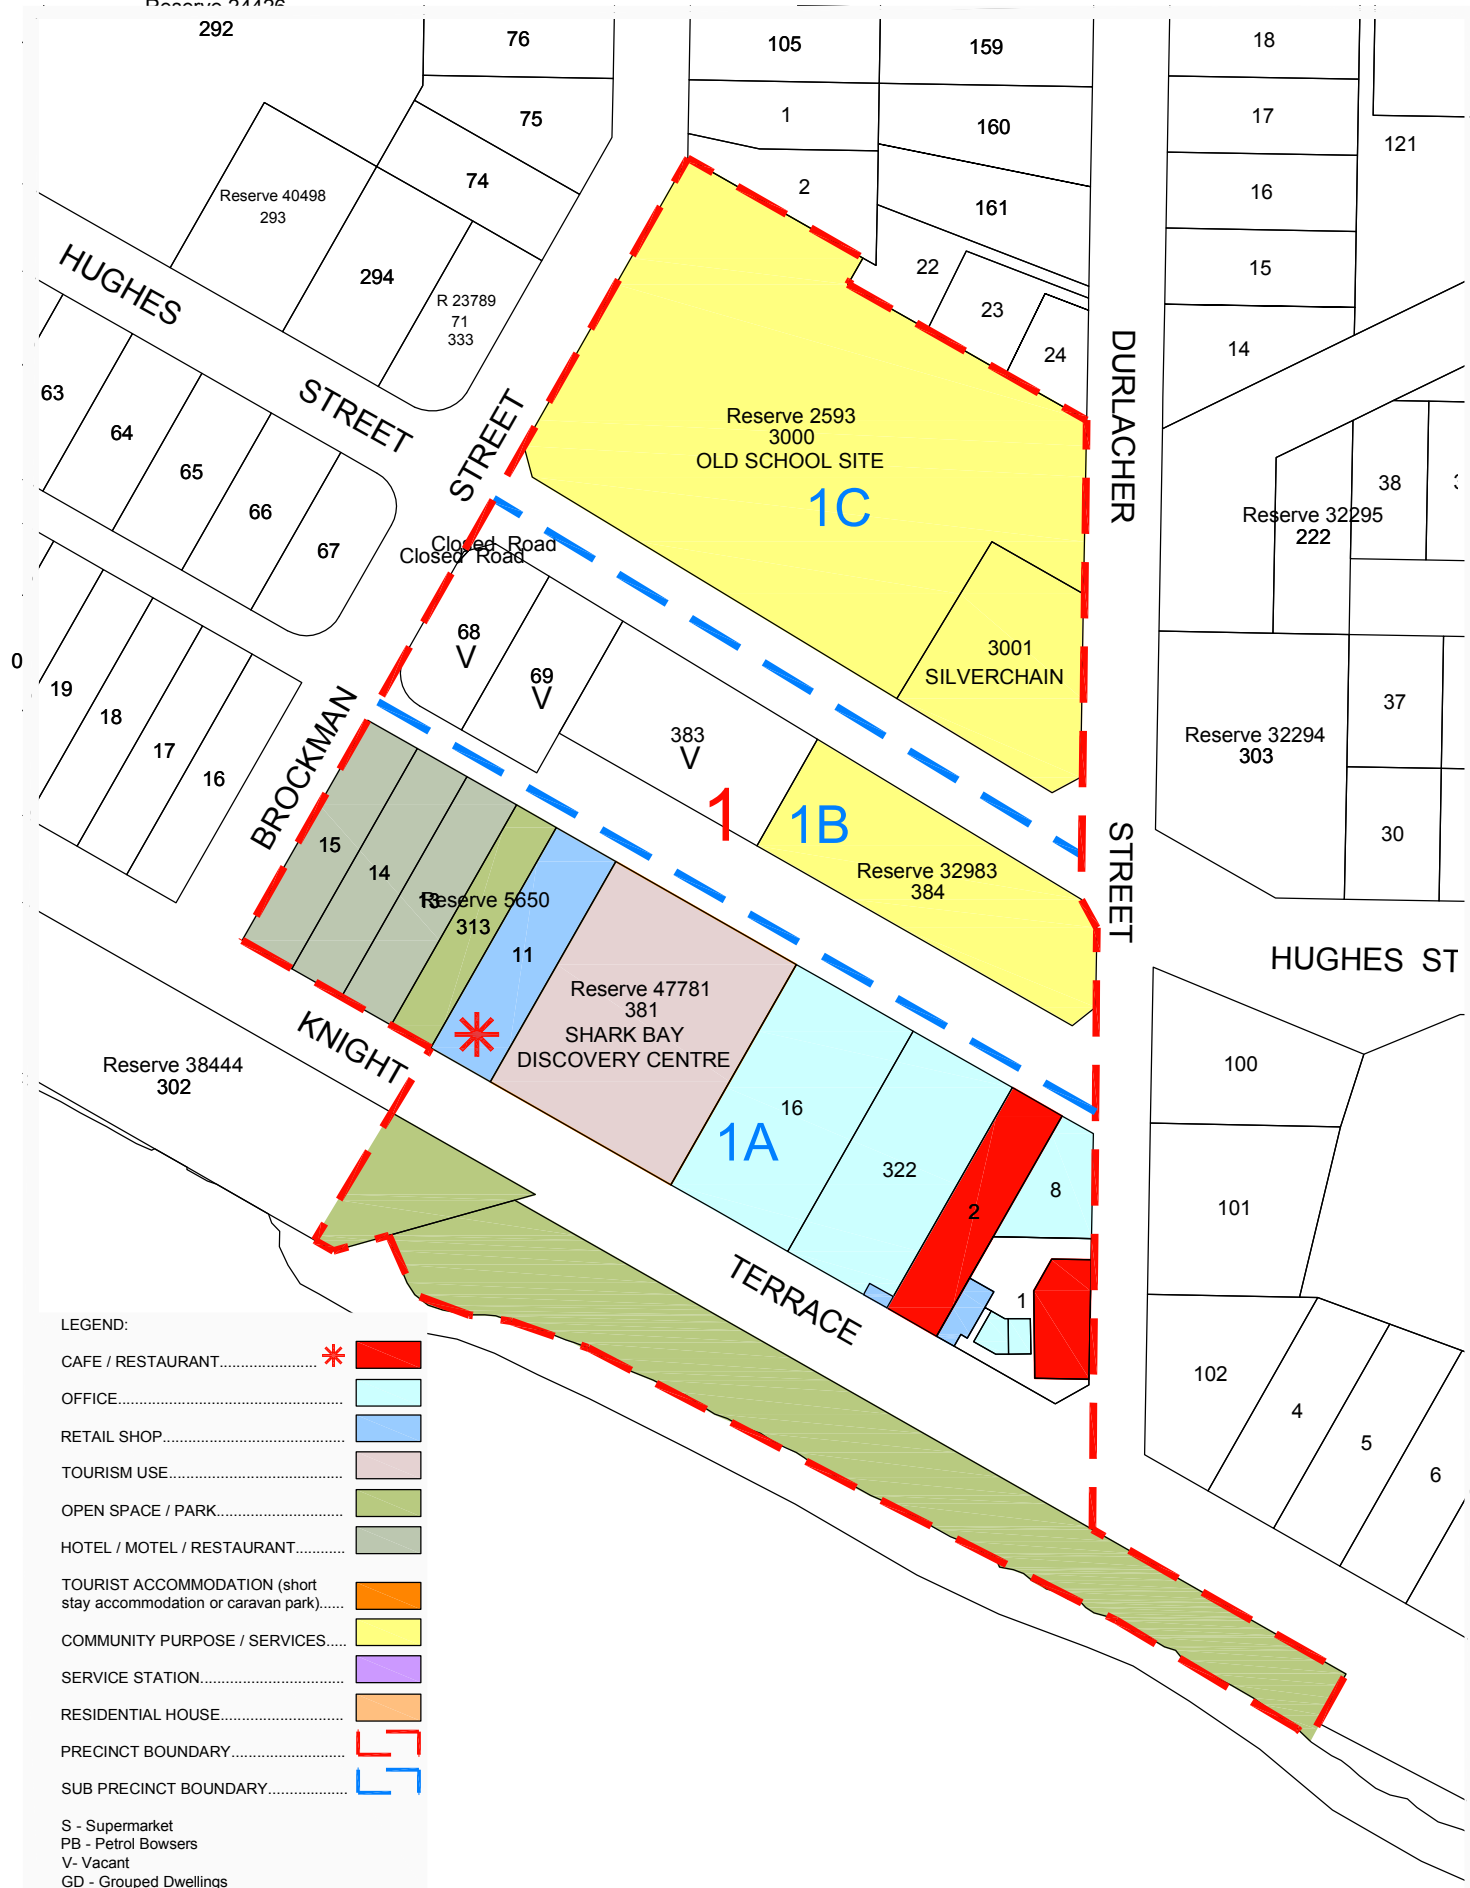 292
76
105
159
18
75
1
160
17
121
Reserve 40498
293
74
2
161
16
HUGHES
STREET
294
R 23789
71
333
22
23
24
15
14
63
64
65
66
67
STREET
Reserve 2593
3000
OLD SCHOOL SITE
1C
DURLACHER
38
Reserve 32295
222
Closed Road
Closed Road
68
V
69
V
383
V
3001
SILVERCHAIN
0
19
18
17
16
BROCKMAN
1
1B
Reserve 32983
384
STREET
Reserve 32294
303
37
30
15
14
13
Reserve 5650
313
11
Reserve 47781
381
SHARK BAY
DISCOVERY CENTRE
HUGHES ST
KNIGHT
TERRACE
Reserve 38444
302
1A
16
322
2
8
1
100
101
102
4
5
6
LEGEND:
CAFE / RESTAURANT.......................
OFFICE..................................................
RETAIL SHOP........................................
TOURISM USE......................................
OPEN SPACE / PARK............................
HOTEL / MOTEL / RESTAURANT...........
TOURIST ACCOMMODATION (short
stay accommodation or caravan park)......
COMMUNITY PURPOSE / SERVICES.....
SERVICE STATION................................
RESIDENTIAL HOUSE...........................
PRECINCT BOUNDARY.........................
SUB PRECINCT BOUNDARY..................
S - Supermarket
PB - Petrol Bowsers
V- Vacant
GD - Grouped Dwellings